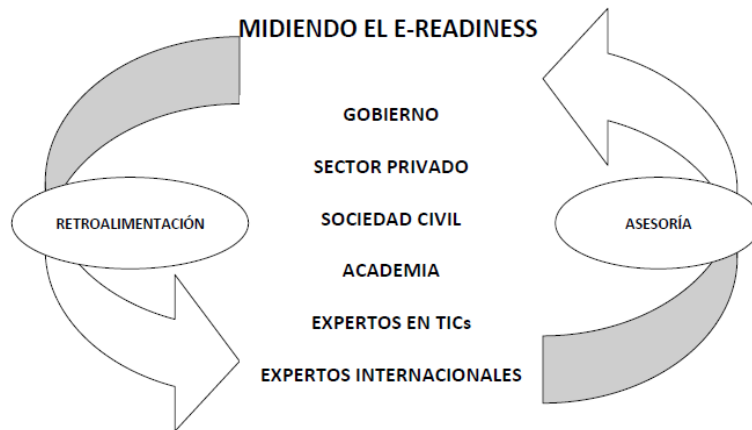 MIDIENDO EL E-READINESS
GOBIERNO
SECTOR PRIVADO
RETROALIMENTACIÓN
SOCIEDAD CIVIL
ASESORÍA
ACADEMIA
EXPERTOS EN TICs
EXPERTOS INTERNACIONALES